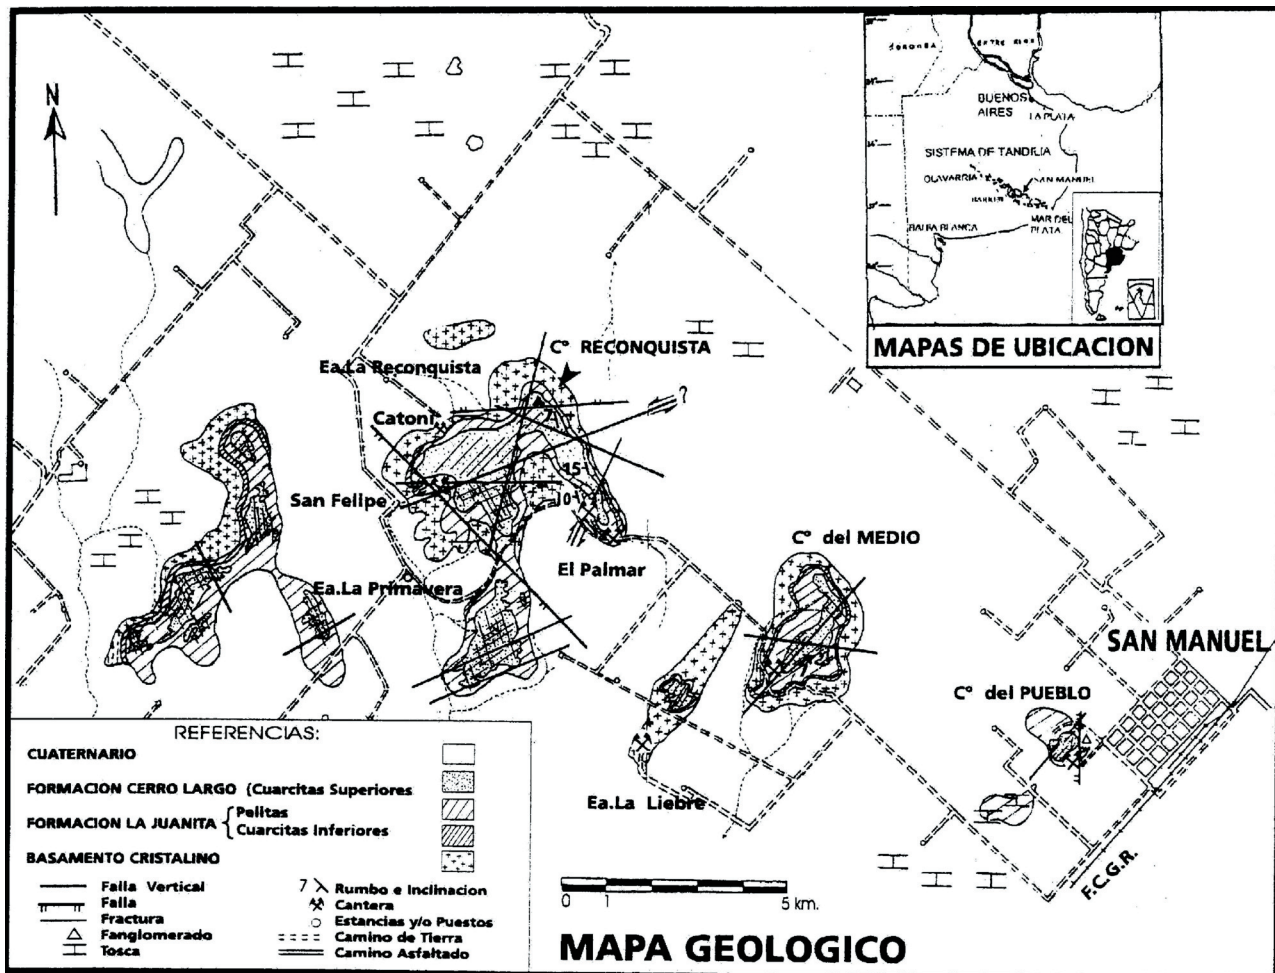 N
BUENOS
AIRES
LA PLATA
SISTEMA DE TANDILIA
OLAVARRIA
SAN MANUEL
BARKER
MAR DEL
PLATA
BAHIA BLANCA
MAPAS DE UBICACION
C° RECONQUISTA
Ea.La Reconquista
?
Catoni
7
15
San Felipe
10
C° del MEDIO
El Palmar
Ea.La Primavera
SAN MANUEL
C° del PUEBLO
Ea.La Liebre
F.C.G.R.
REFERENCIAS:
CUATERNARIO
FORMACION CERRO LARGO (Cuarcitas Superiores
FORMACION LA JUANITA { Pelitas
Cuarcitas Inferiores
BASAMENTO CRISTALINO
Falla Vertical
Falla
Fractura
Fanglomerado
Tosca
7 Rumbo e Inclinacion
Cantera
Estancias y/o Puestos
Camino de Tierra
Camino Asfaltado
0 1 5 km.
MAPA GEOLOGICO